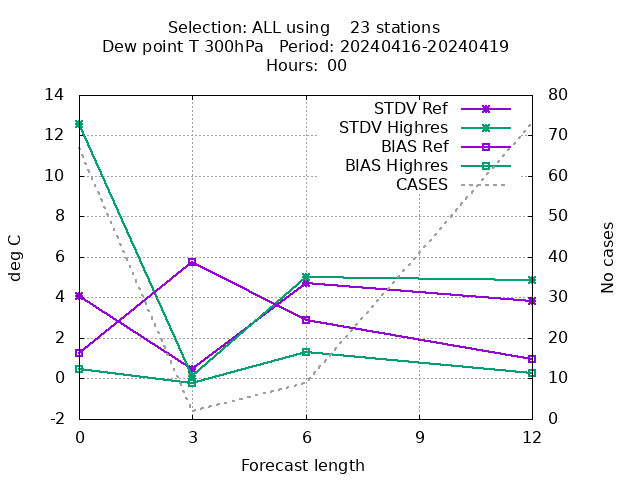 Selection: ALL using    23 stations
Dew point T 300hPa   Period: 20240416-20240419
Hours: 00
14
12
10
8
6
4
2
0
-2
80
70
60
50
40
30
20
10
0
STDV Ref
STDV Highres
BIAS Ref
BIAS Highres
CASES
deg C
No cases
0 3 6 9 12
Forecast length